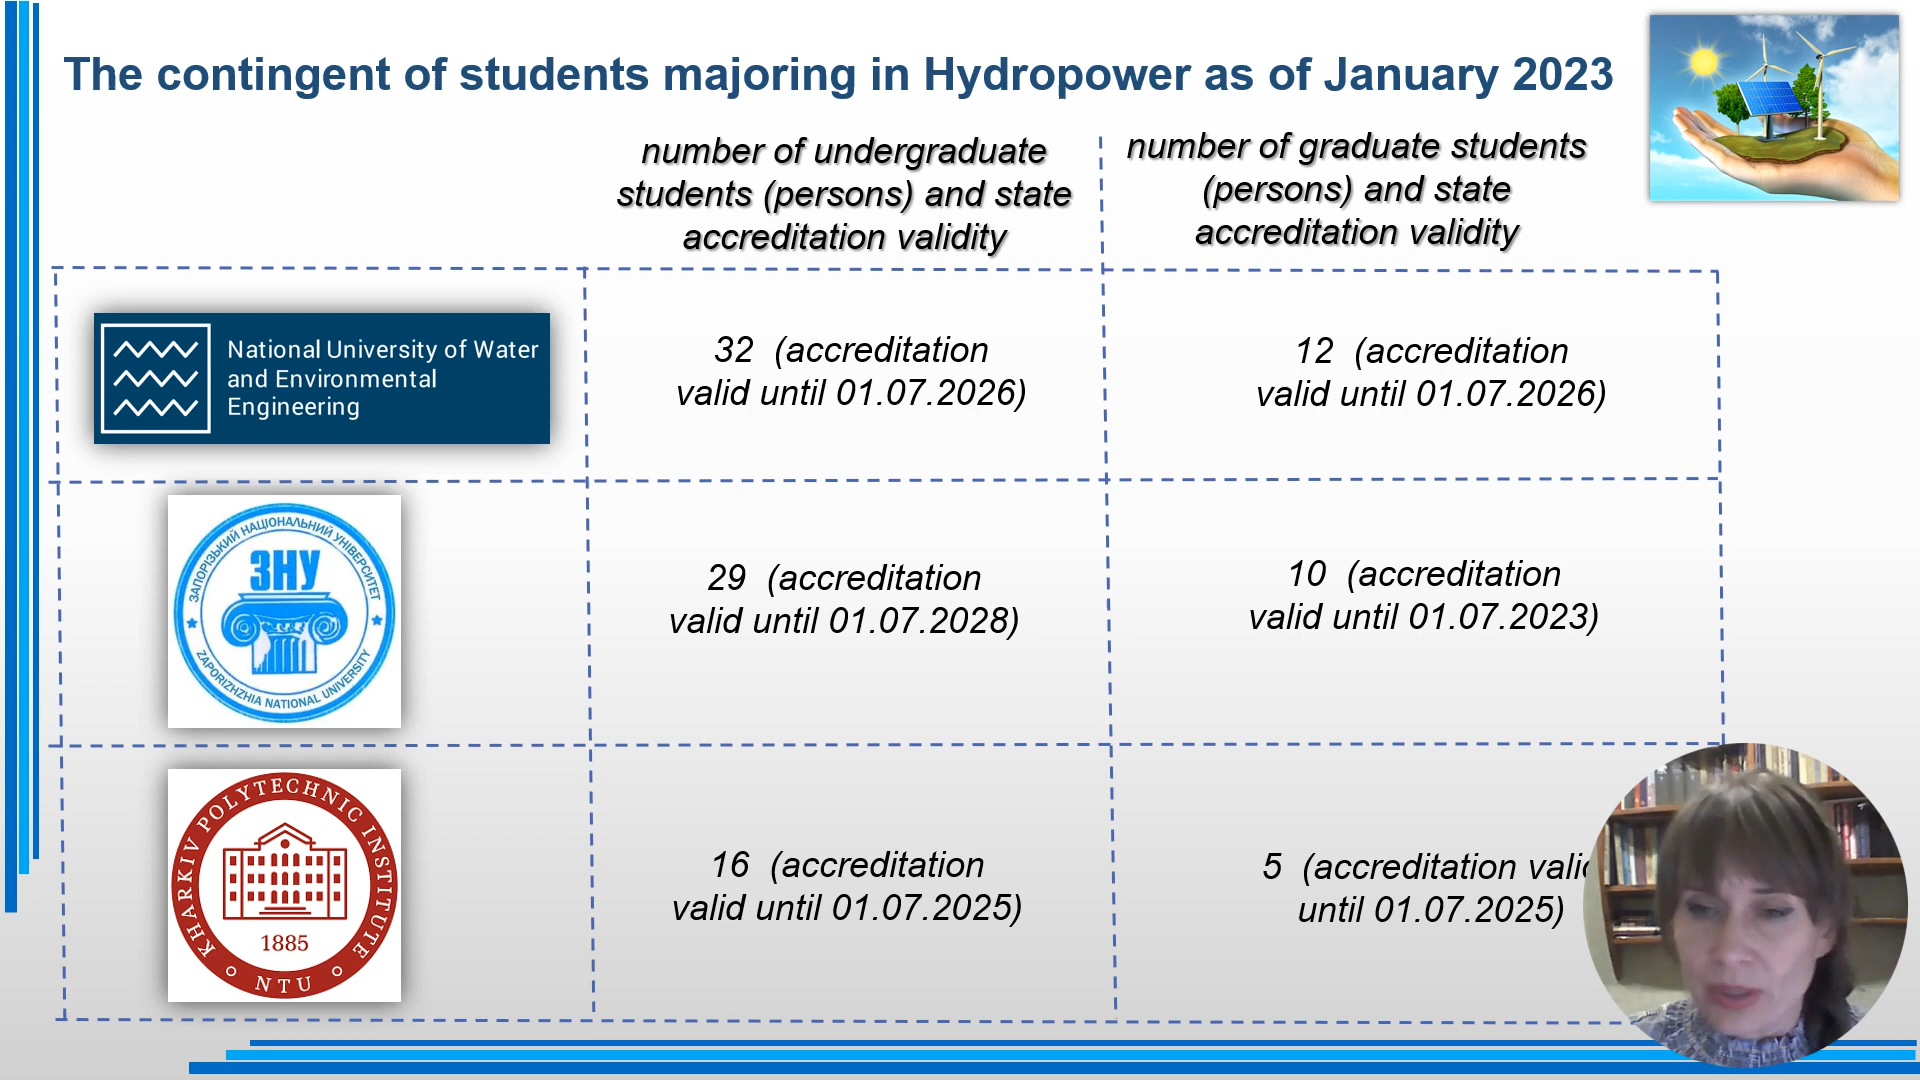 The contingent of students majoring in Hydropower as of January 2023
number of undergraduate
students (persons) and state
accreditation validity
number of graduate students
(persons) and state
accreditation validity
National University of Water
and Environmental
Engineering
32 (accreditation
valid until 01.07.2026)
12 (accreditation
valid until 01.07.2026)
ЗАПОРІЗЬКИЙ НАЦІОНАЛЬНИЙ УНІВЕРСИТЕТ
ЗНУ
ZAPORIZHZHIA NATIONAL UNIVERSITY
29 (accreditation
valid until 01.07.2028)
10 (accreditation
valid until 01.07.2023)
KHARKIV POLYTECHNIC INSTITUTE
1885
NTU
16 (accreditation
valid until 01.07.2025)
5 (accreditation
until 01.07.2025)